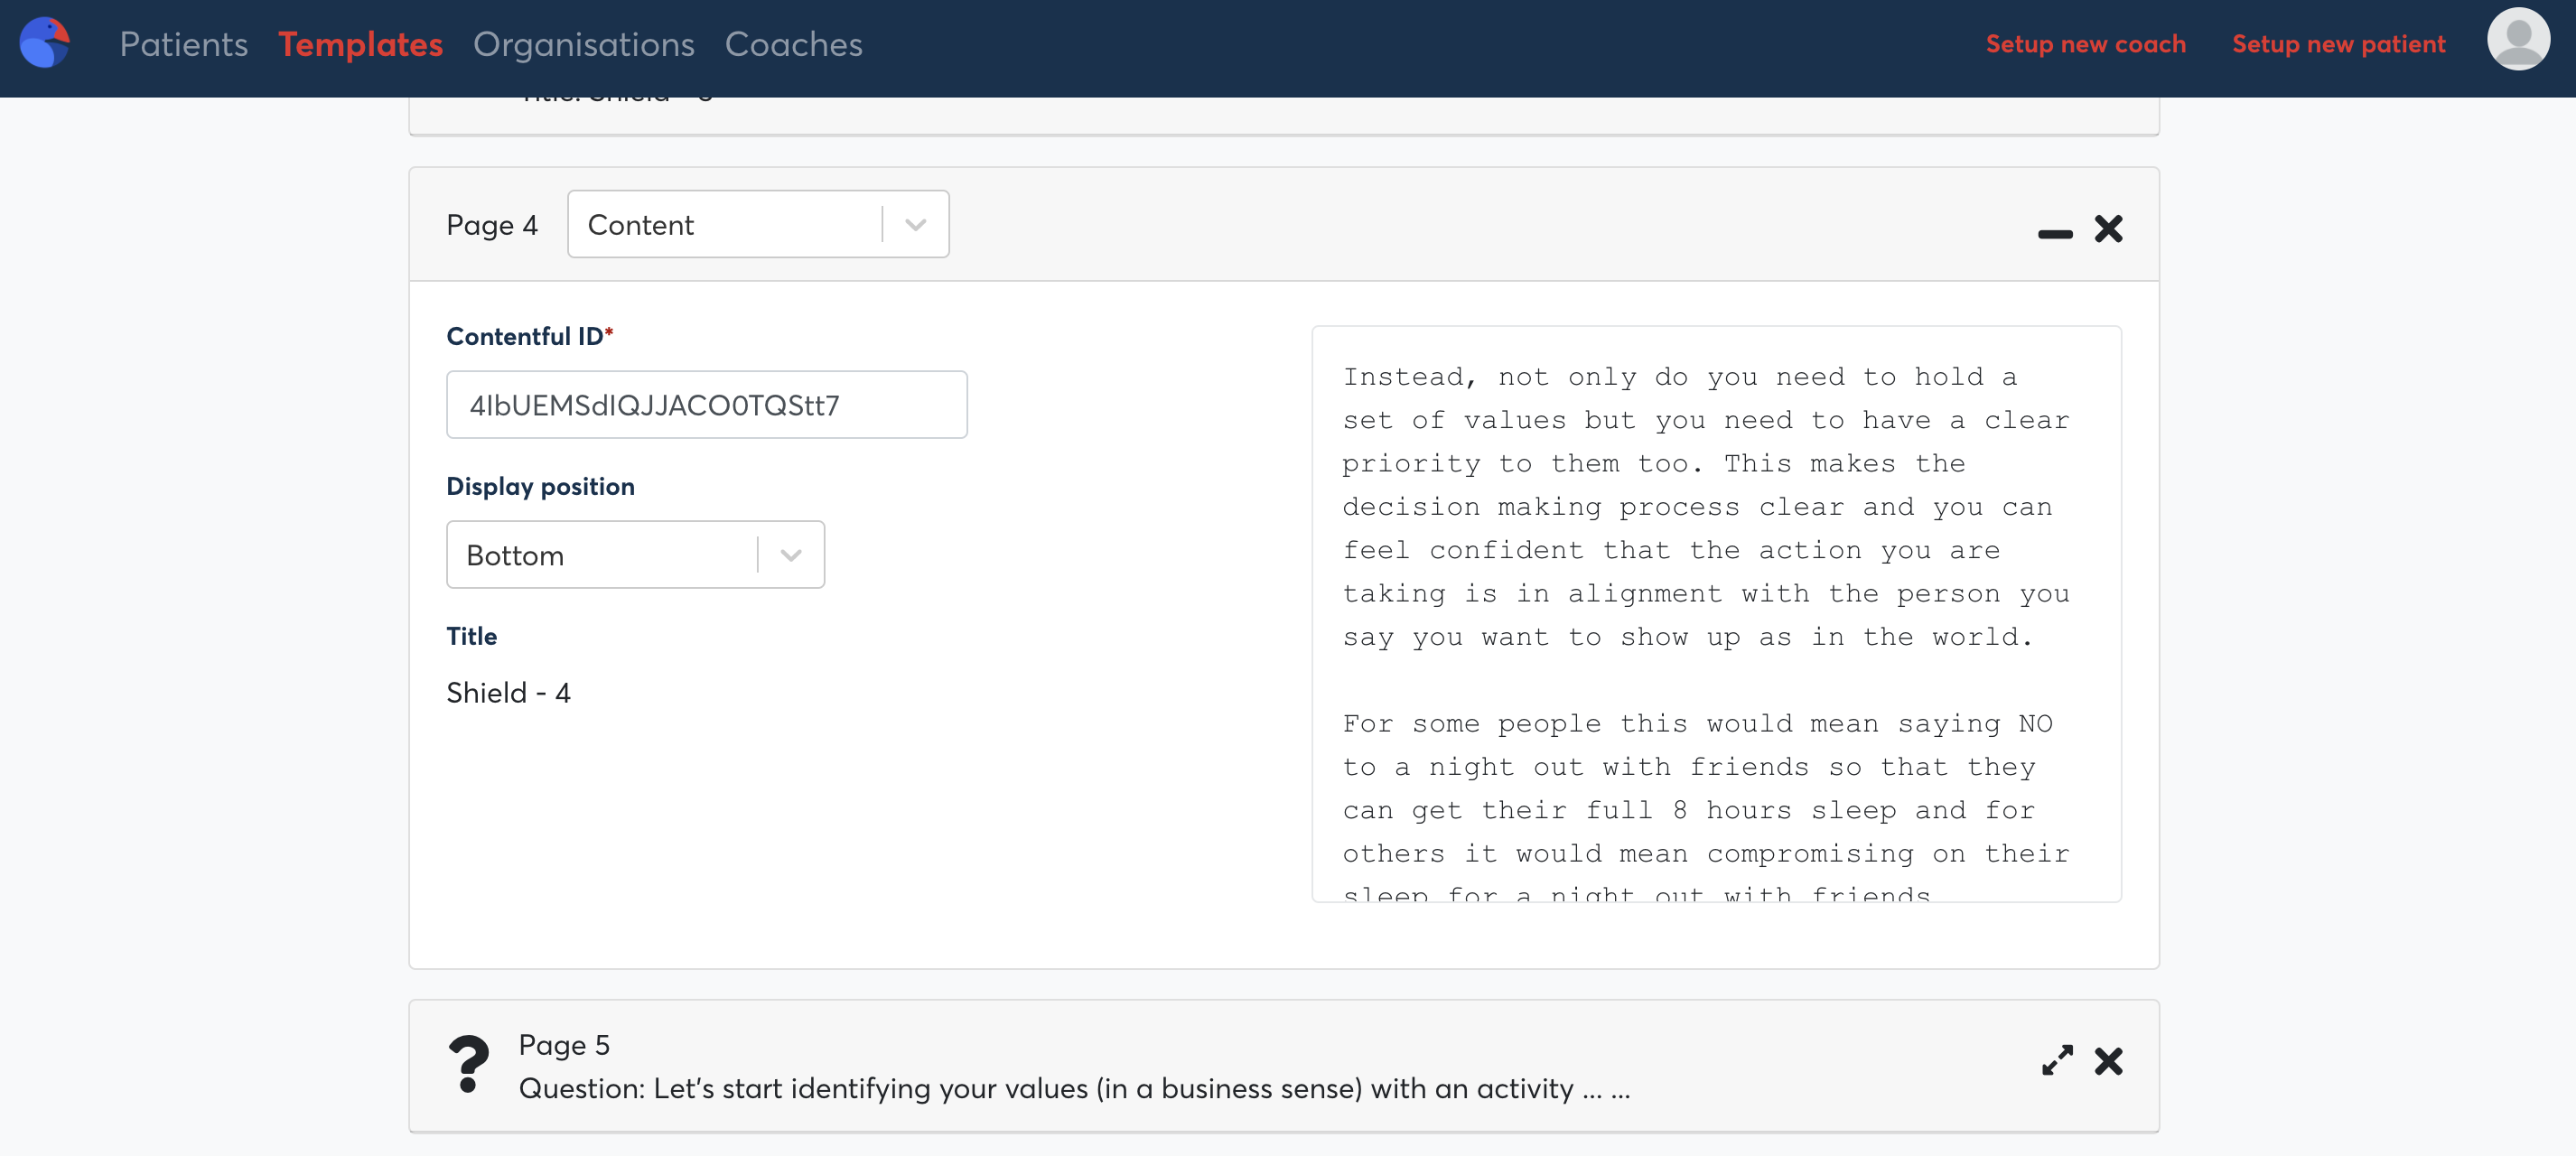 Patients Templates Organisations Coaches Setup new coach Setup new patient
Title: Shield - 3
Page 4 Content
Contentful ID*
4IbUEMSdIQJJACO0TQStt7
Display position
Bottom
Title
Shield - 4
Instead, not only do you need to hold a
set of values but you need to have a clear
priority to them too. This makes the
decision making process clear and you can
feel confident that the action you are
taking is in alignment with the person you
say you want to show up as in the world.
For some people this would mean saying NO
to a night out with friends so that they
can get their full 8 hours sleep and for
others it would mean compromising on their
sleep for a night out with friends
Page 5
Question: Let's start identifying your values (in a business sense) with an activity ... ...